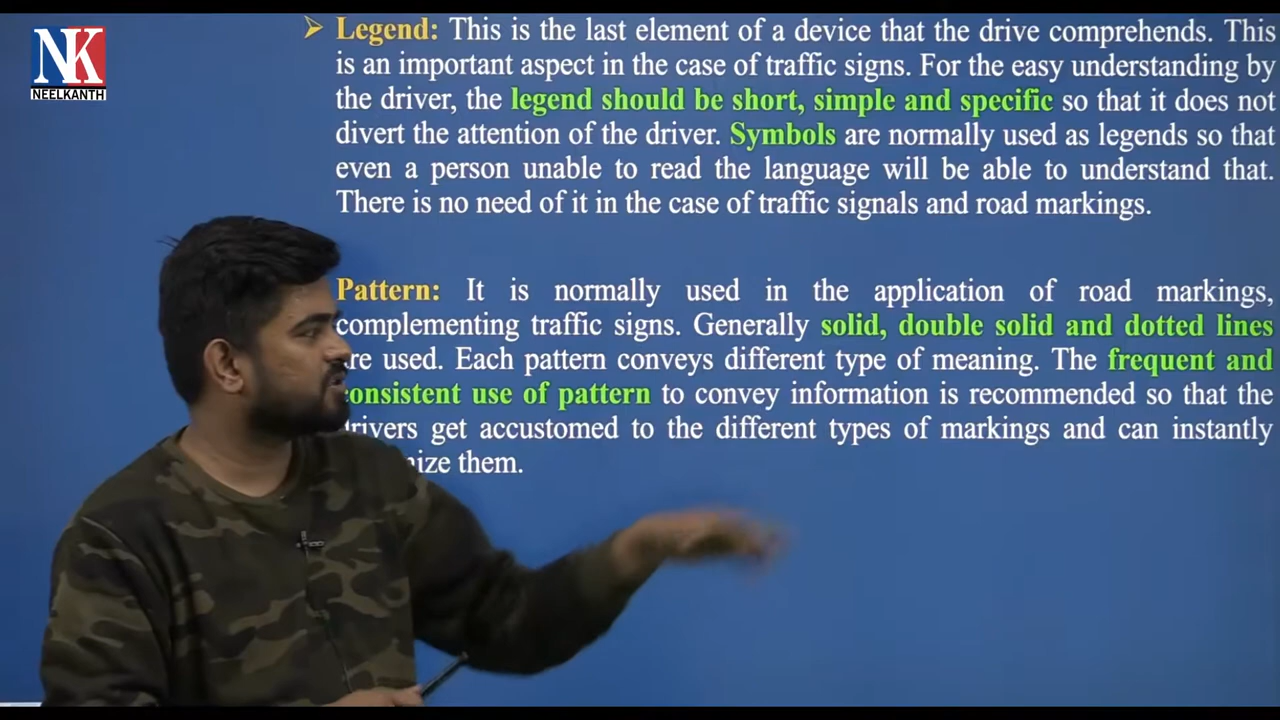 NK
NEELKANTH
➤ Legend: This is the last element of a device that the drive comprehends. This
is an important aspect in the case of traffic signs. For the easy understanding by
the driver, the legend should be short, simple and specific so that it does not
divert the attention of the driver. Symbols are normally used as legends so that
even a person unable to read the language will be able to understand that.
There is no need of it in the case of traffic signals and road markings.
Pattern: It is normally used in the application of road markings,
complementing traffic signs. Generally solid, double solid and dotted lines
are used. Each pattern conveys different type of meaning. The frequent and
consistent use of pattern to convey information is recommended so that the
drivers get accustomed to the different types of markings and can instantly
them.